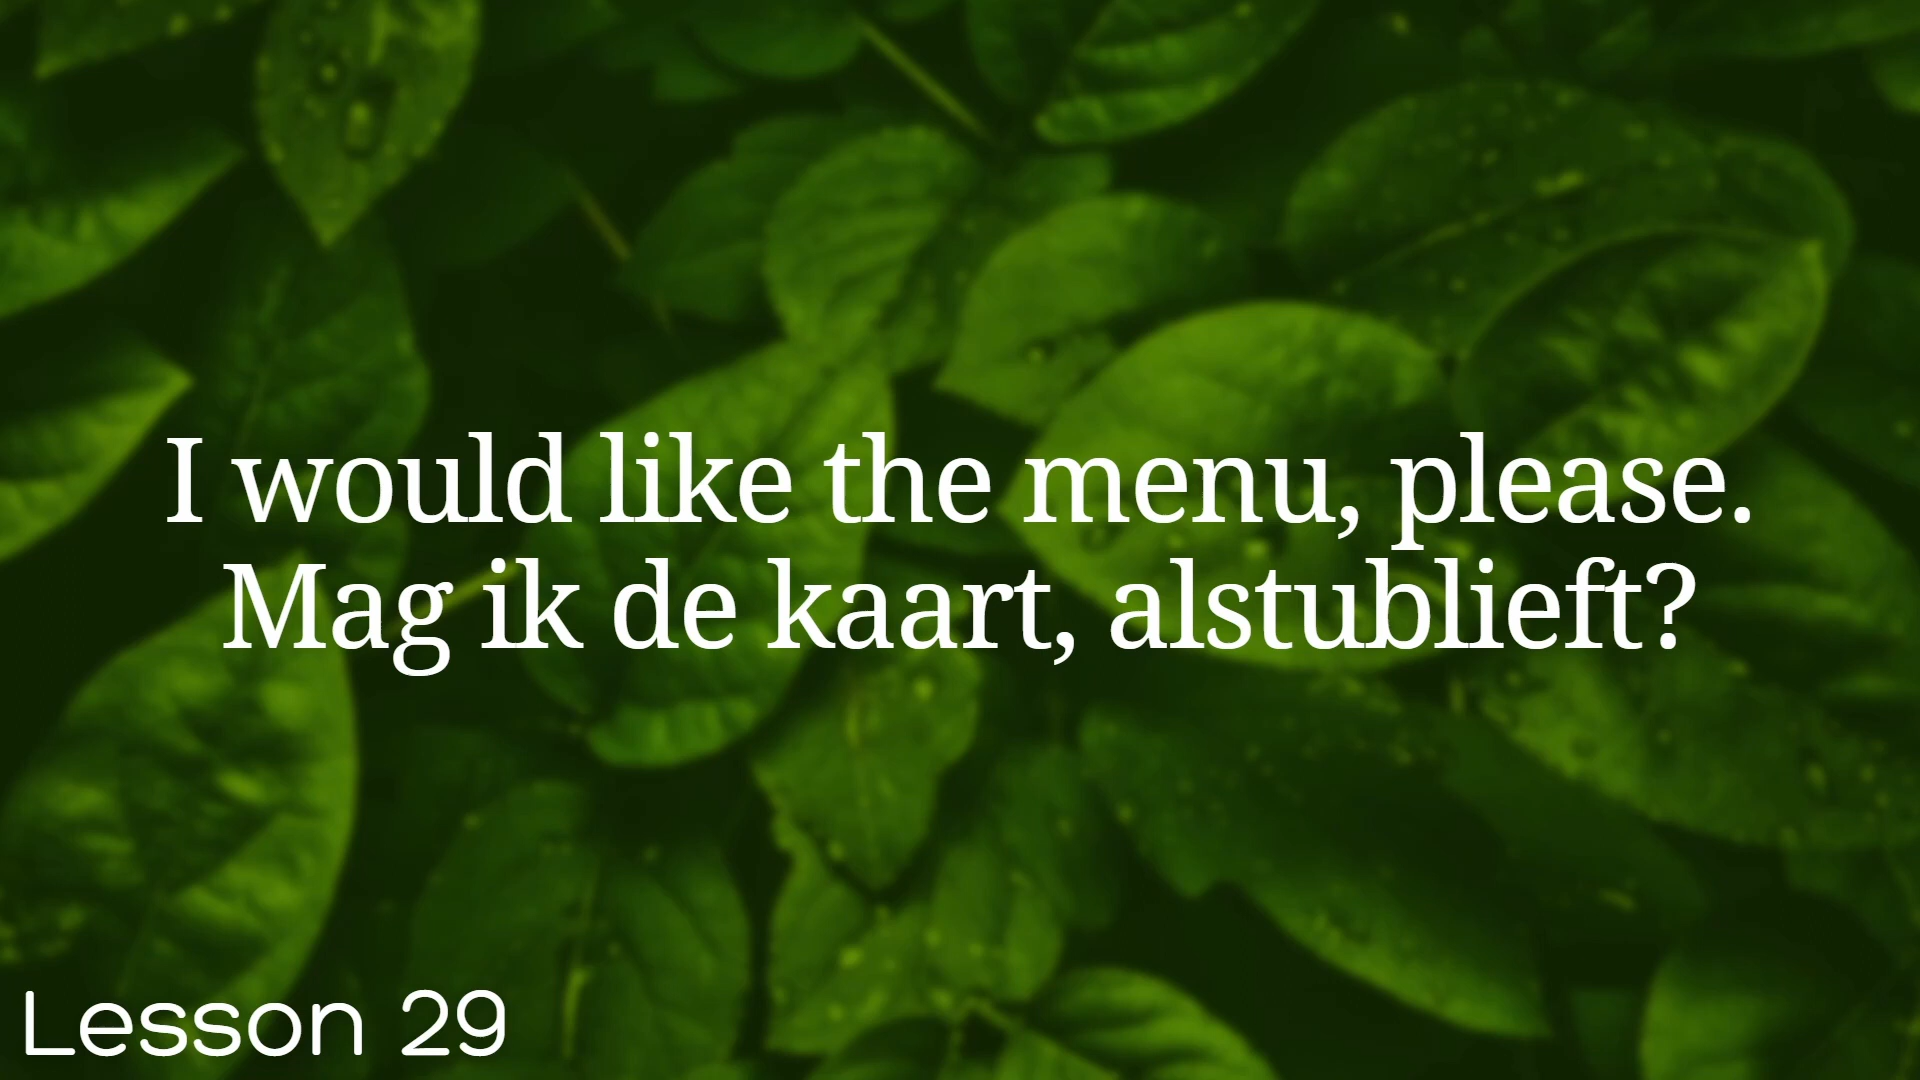 I would like the menu, please.
Mag ik de kaart, alstublieft?
Lesson 29